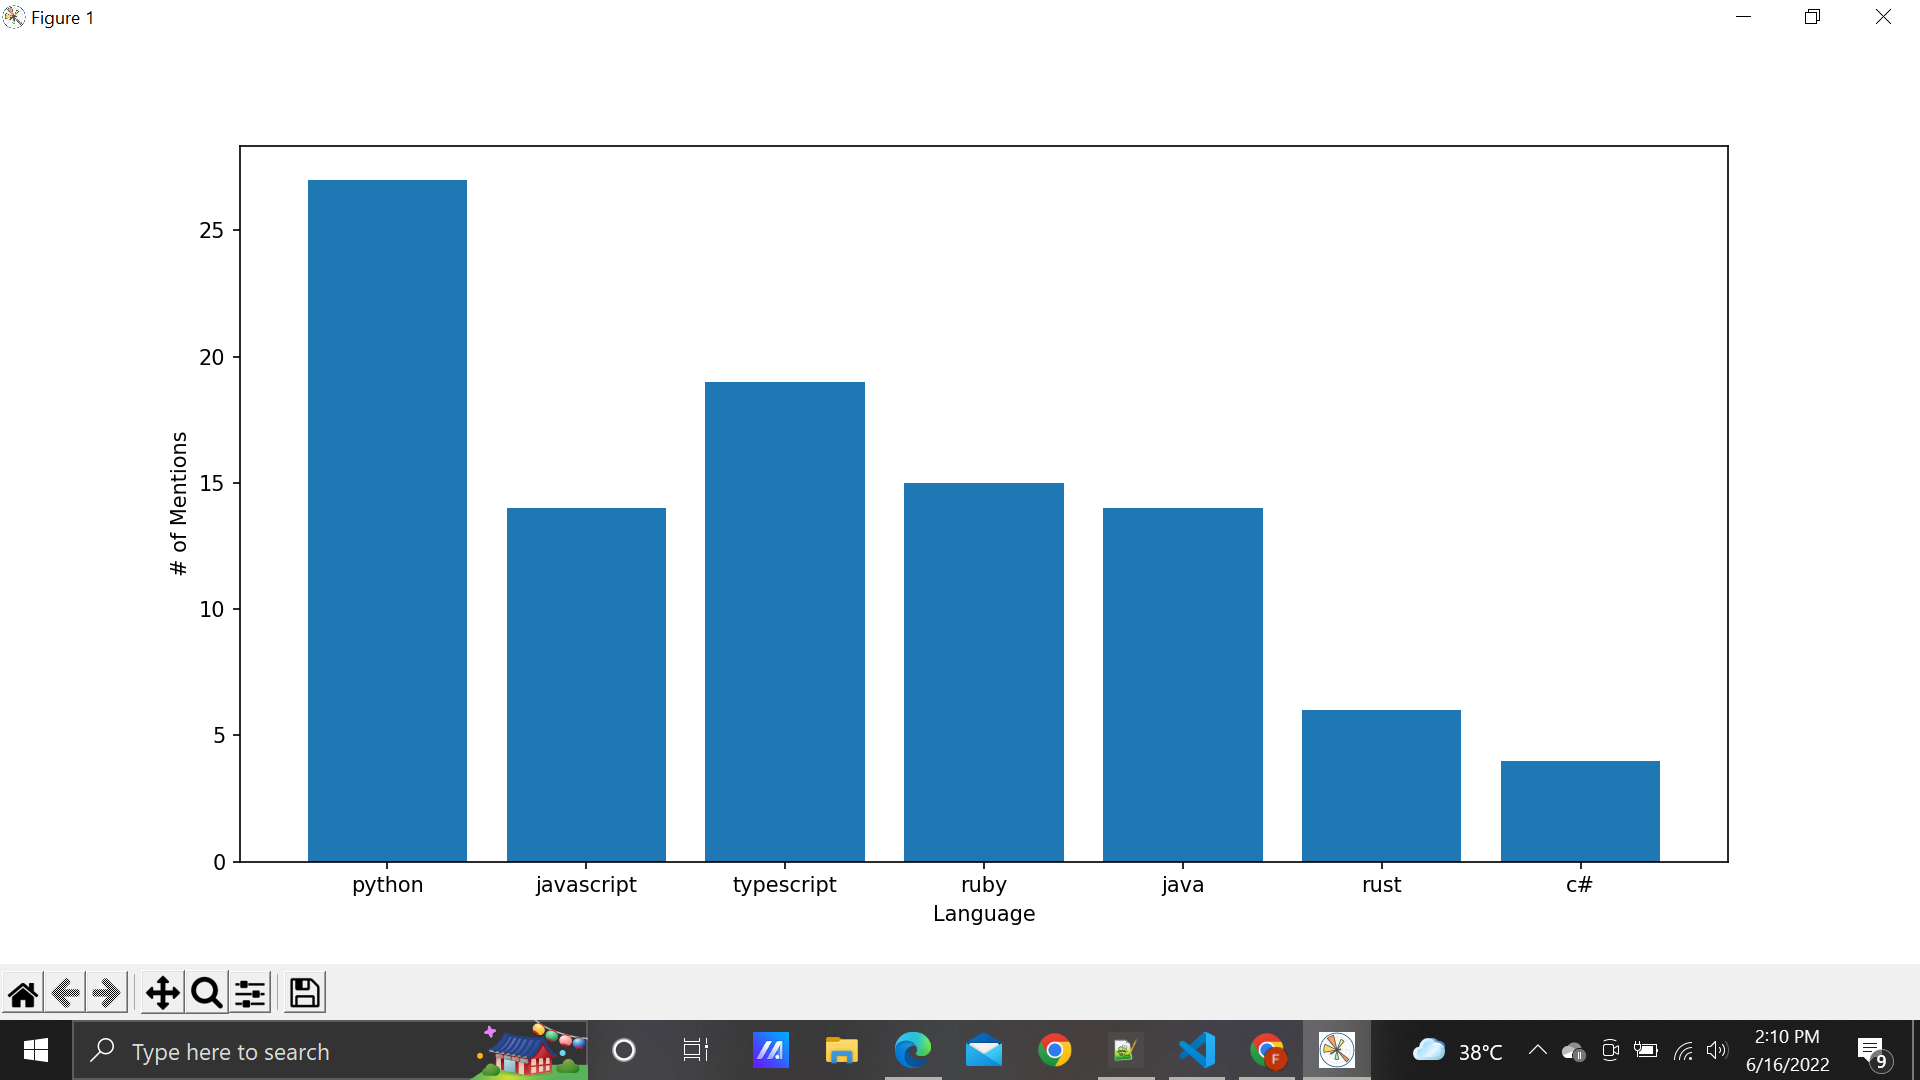 Figure 1
25
20
15
10
5
0
# of Mentions
python javascript typescript ruby java rust c#
Language
Type here to search
F
38°C
2:10 PM
6/16/2022
9